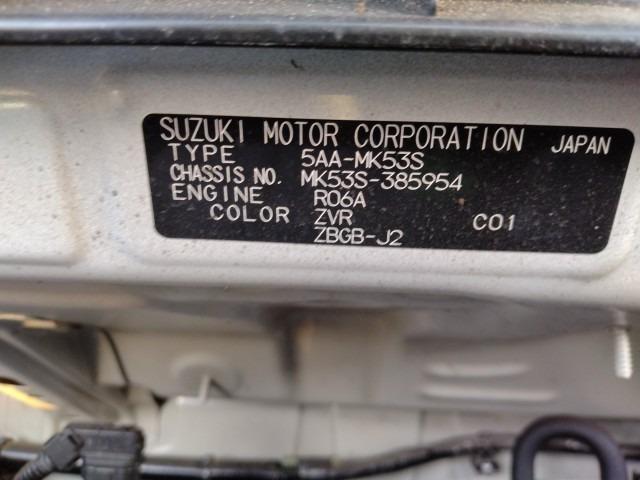 SUZUKI MOTOR CORPORATION JAPAN
TYPE 5AA-MK53S
CHASSIS NO. MK53S-385954
ENGINE R06A
COLOR ZVR C01
ZBGB-J2